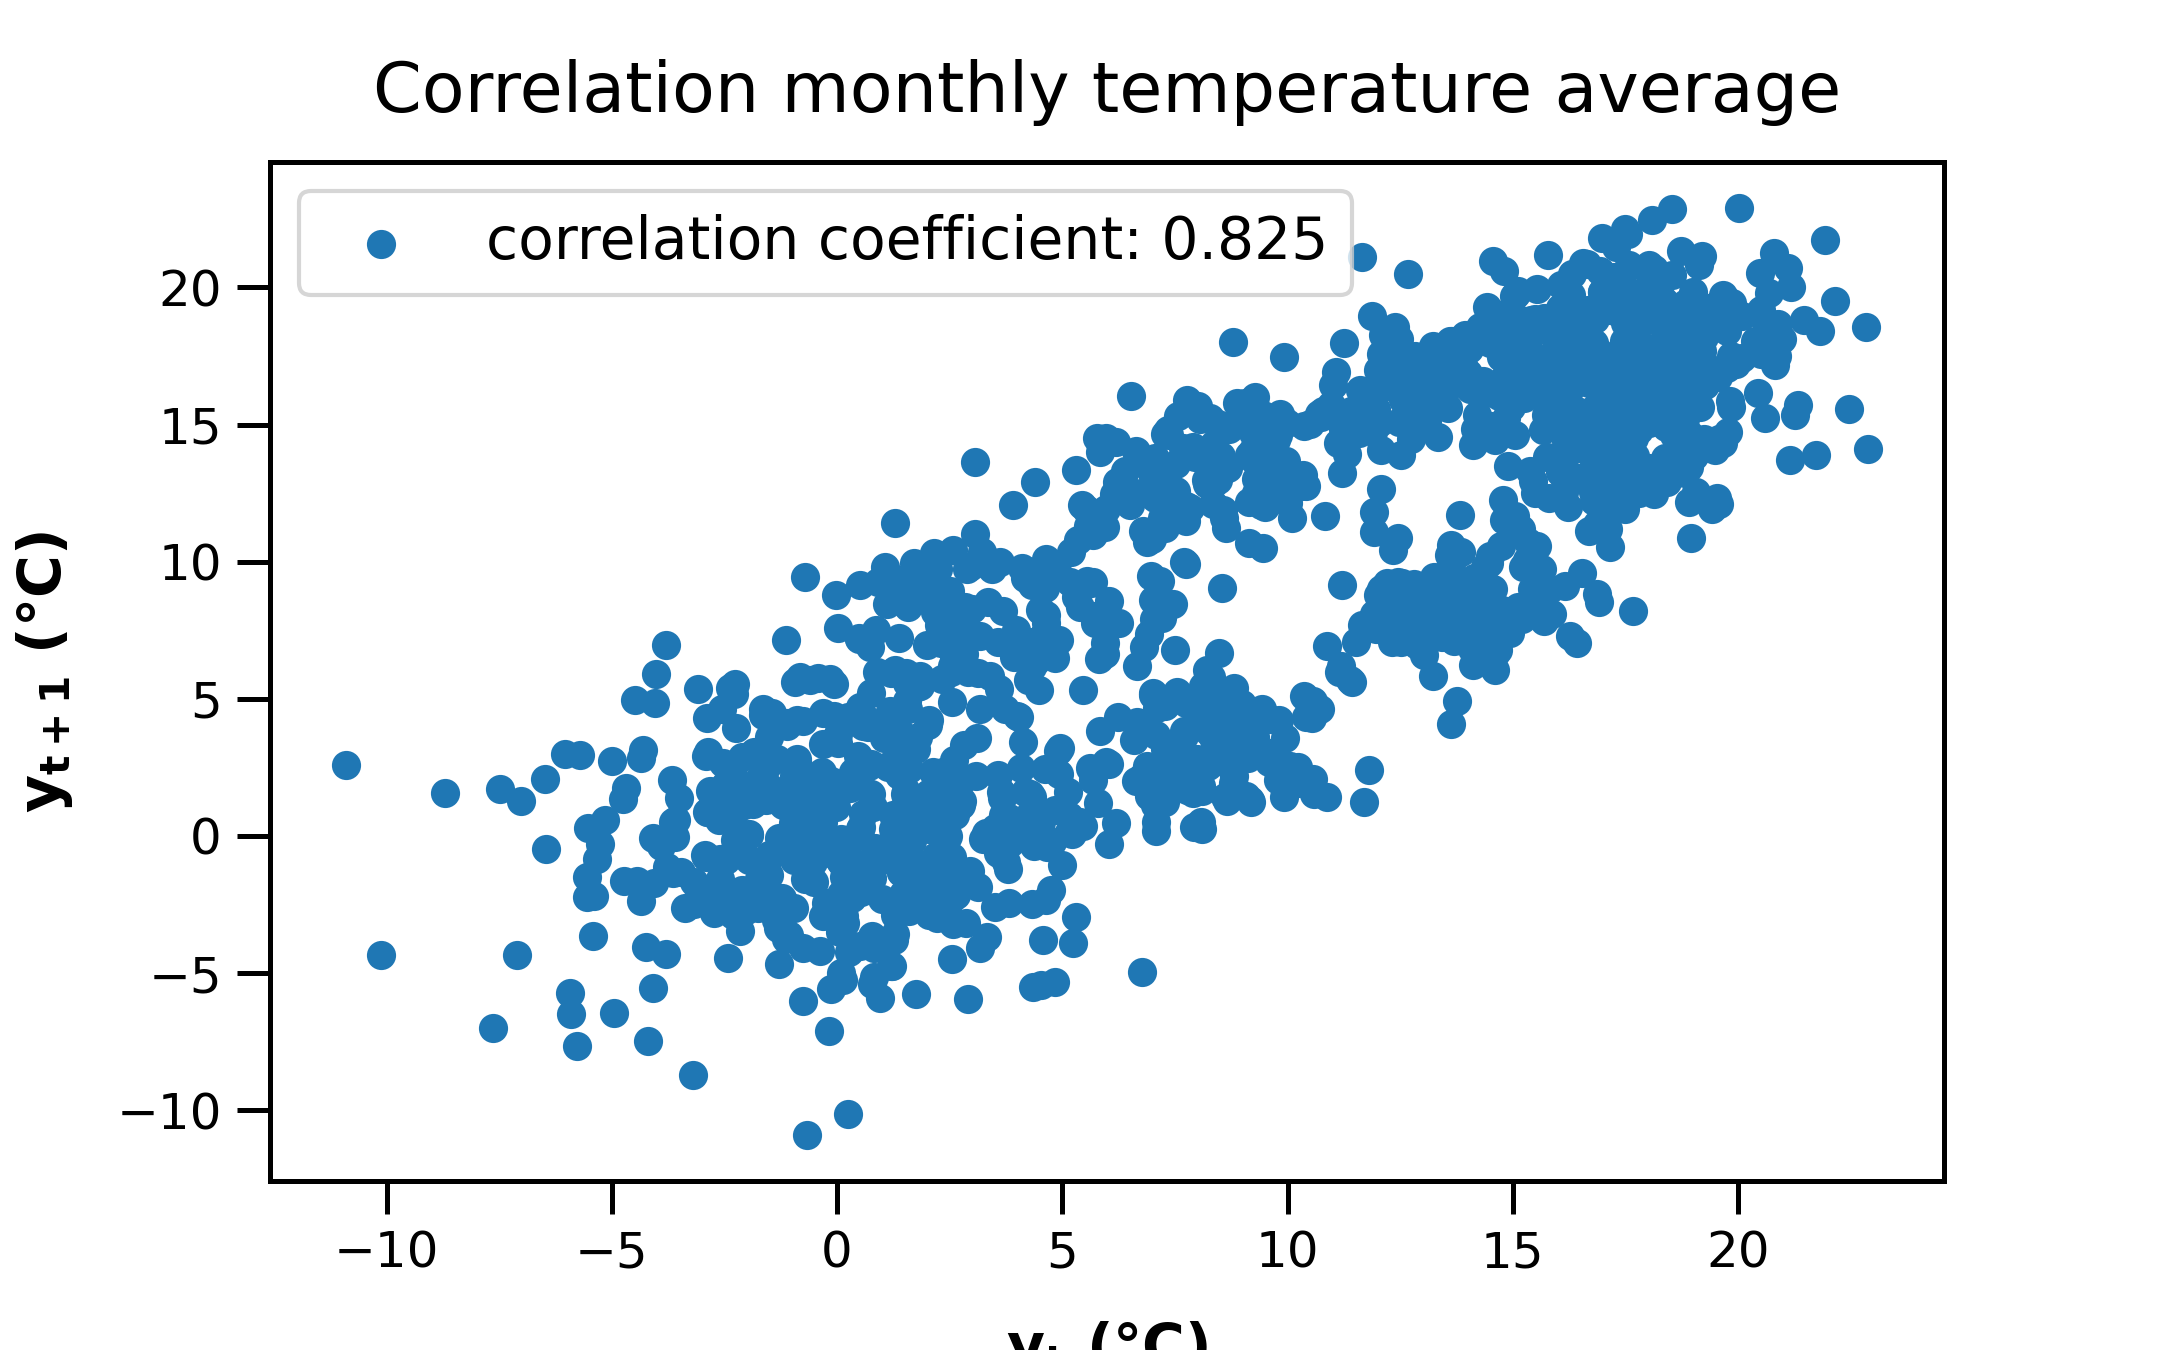 Correlation monthly temperature average
correlation coefficient: 0.825
20
15
10
5
0
−5
−10
y_{t+1} (°C)
−10 −5 0 5 10 15 20
y_t (°C)